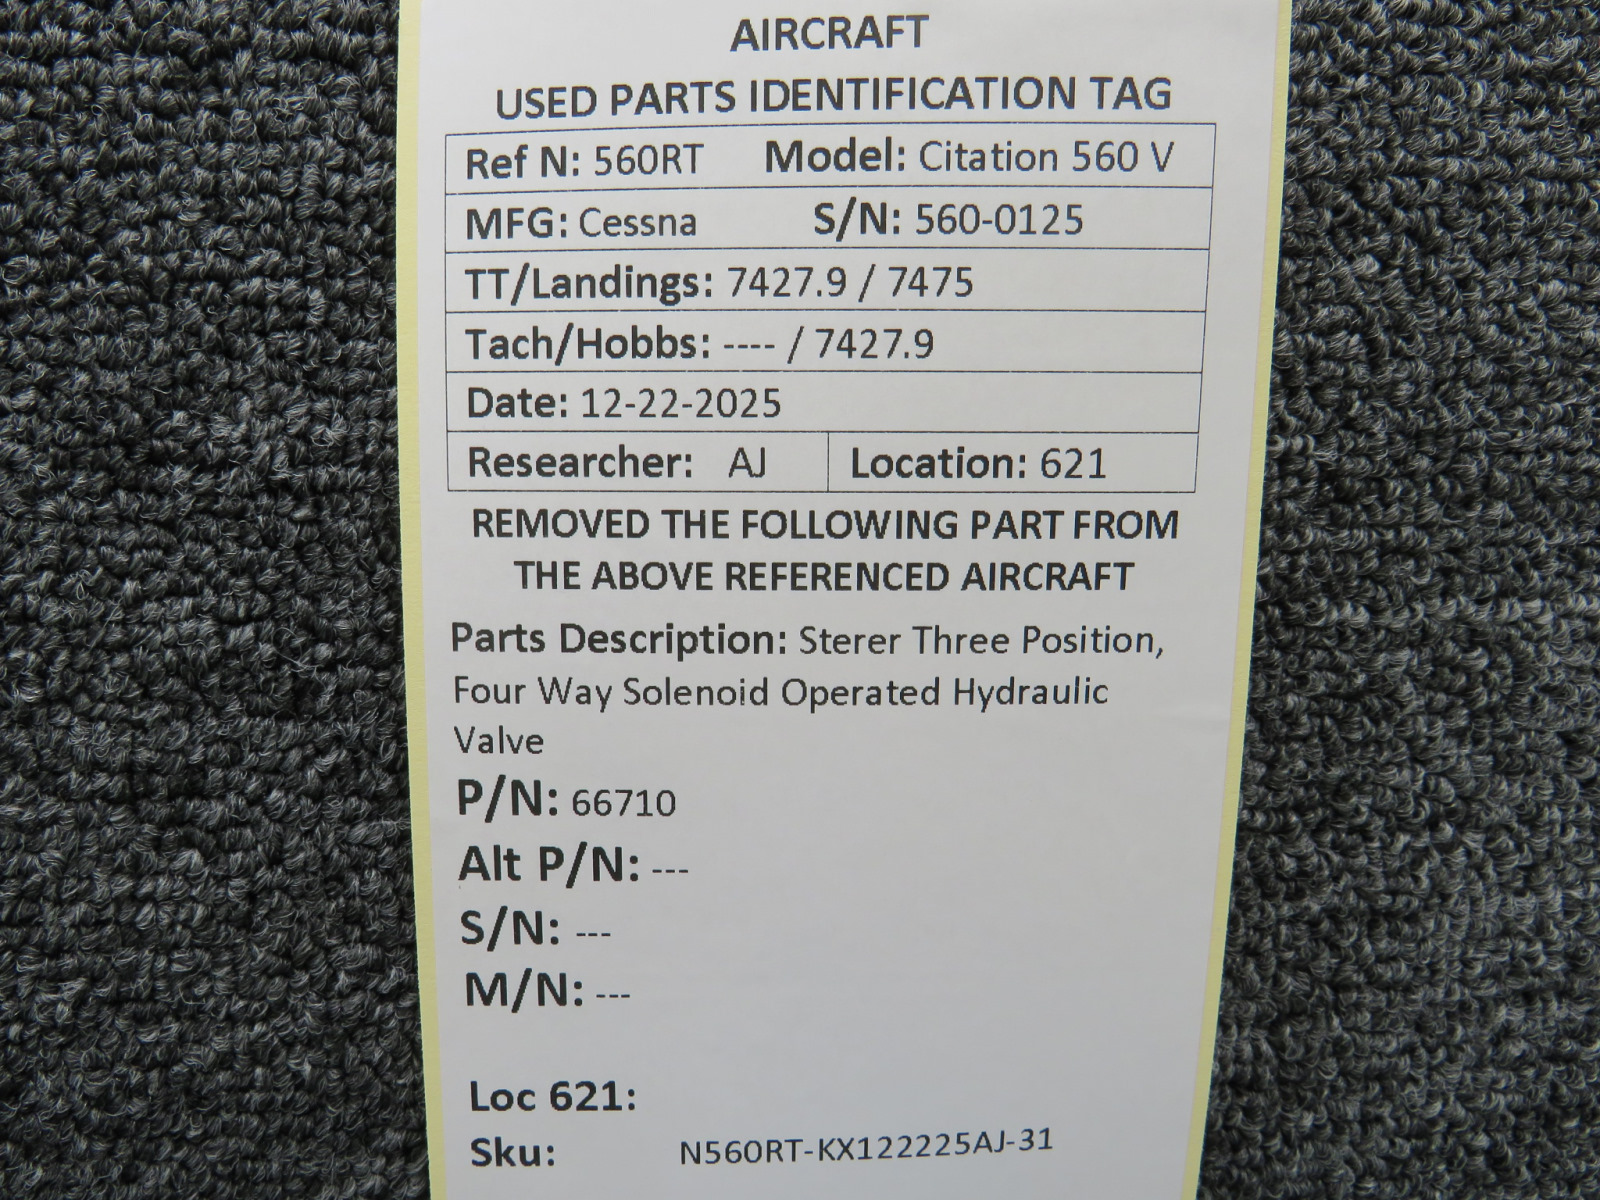 AIRCRAFT
USED PARTS IDENTIFICATION TAG
Ref N: 560RT Model: Citation 560 V
MFG: Cessna S/N: 560-0125
TT/Landings: 7427.9 / 7475
Tach/Hobbs: ---- / 7427.9
Date: 12-22-2025
Researcher: AJ Location: 621
REMOVED THE FOLLOWING PART FROM
THE ABOVE REFERENCED AIRCRAFT
Parts Description: Sterer Three Position,
Four Way Solenoid Operated Hydraulic
Valve
P/N: 66710
Alt P/N: ---
S/N: ---
M/N: ---
Loc 621:
Sku: N560RT-KX122225AJ-31